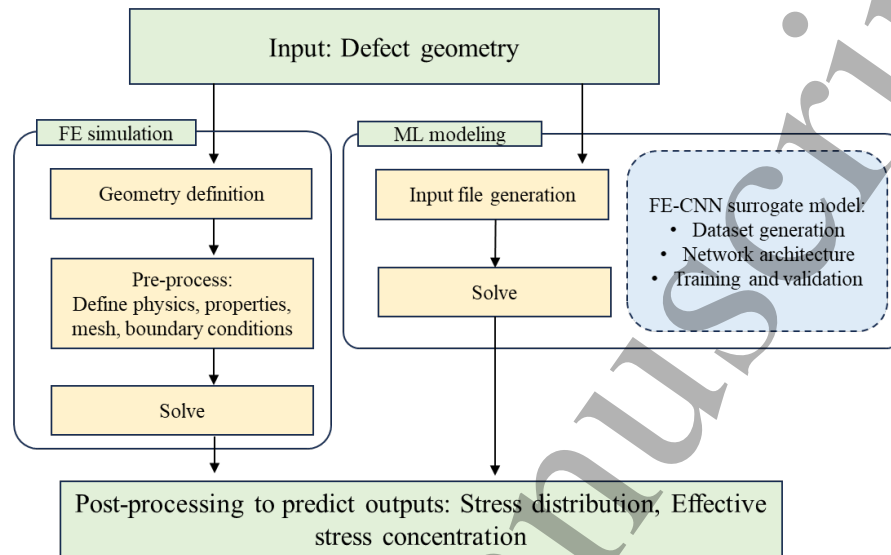 Input: Defect geometry
FE simulation
Geometry definition
Pre-process:
Define physics, properties,
mesh, boundary conditions
Solve
ML modeling
Input file generation
Solve
FE-CNN surrogate model:
• Dataset generation
• Network architecture
• Training and validation
Post-processing to predict outputs: Stress distribution, Effective
stress concentration